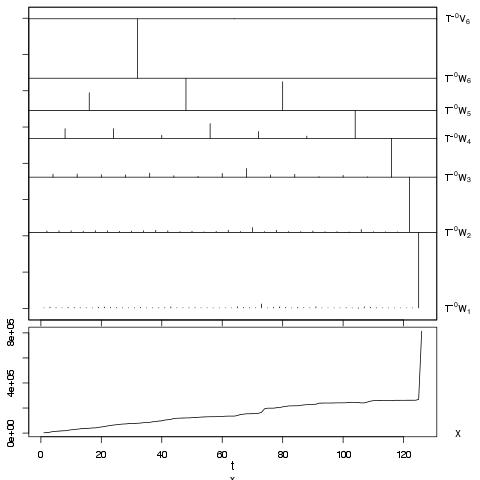 T⁻⁰V₆
T⁻⁰W₆
T⁻⁰W₅
T⁻⁰W₄
T⁻⁰W₃
T⁻⁰W₂
T⁻⁰W₁
8e+05
4e+05
0e+00
X
0 20 40 60 80 100 120
t
x